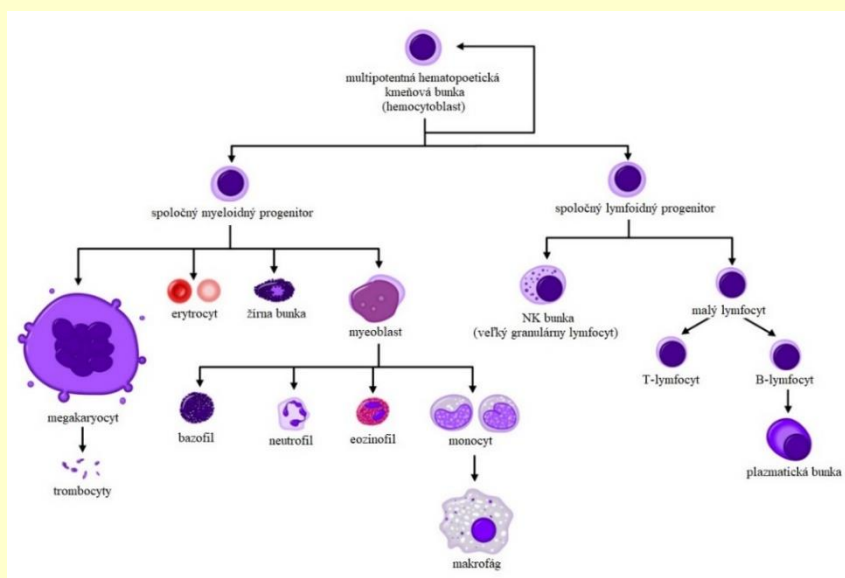 multipotentná hematopoetická
kmeňová bunka
(hemocytoblast)
spoločný myeloidný progenitor
spoločný lymfoidný progenitor
erytrocyt
žírna bunka
myeoblast
NK bunka
(veľký granulárny lymfocyt)
malý lymfocyt
T-lymfocyt
B-lymfocyt
megakaryocyt
bazofil
neutrofil
eozinofil
monocyt
plazmatická bunka
trombocyty
makrofág